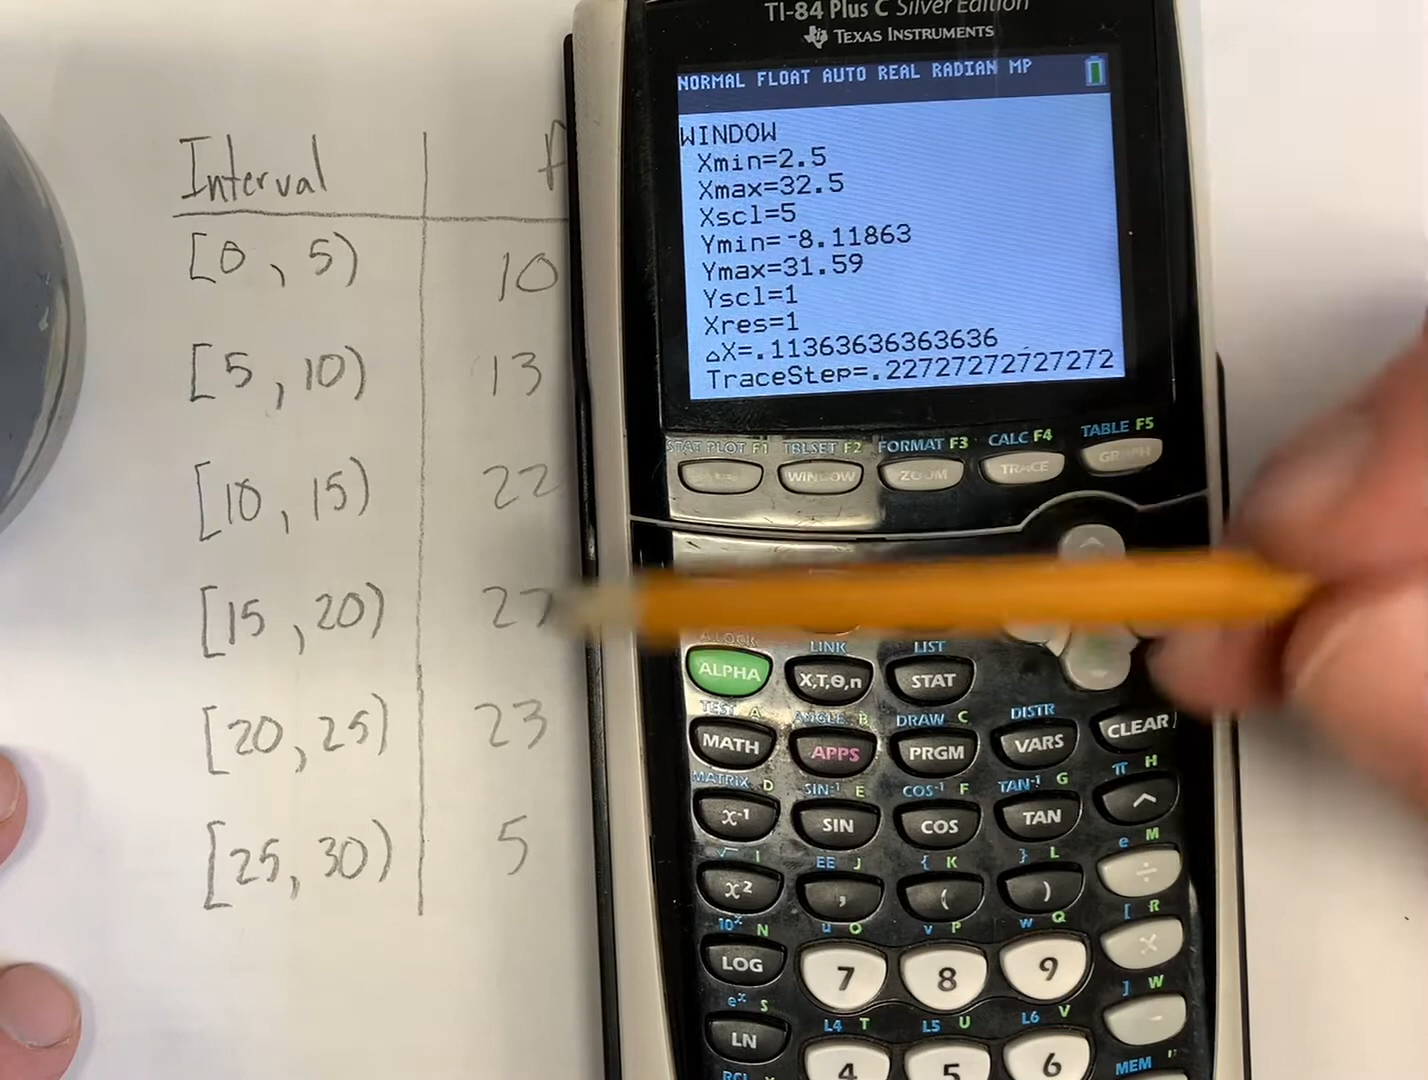 TI-84 Plus C Silver Edition
TEXAS INSTRUMENTS
NORMAL FLOAT AUTO REAL RADIAN MP
WINDOW
Xmin=2.5
Xmax=32.5
Xscl=5
Ymin=-8.11863
Ymax=31.59
Yscl=1
Xres=1
△X=.11363636363636
TraceStep=.22727272727272
Interval
[0, 5) 10
[5, 10) 13
[10, 15) 22
[15, 20) 27
[20, 25) 23
[25, 30) 5
STAT PLOT F1 TBLSET F2 FORMAT F3 CALC F4 TABLE F5
WINDOW ZOOM TRACE GRAPH
A-LOCK LINK LIST
ALPHA X,T,θ,n STAT
TEST A ANGLE B DRAW C DISTR
MATH APPS PRGM VARS CLEAR
MATRIX D SIN⁻¹ E COS⁻¹ F TAN⁻¹ G π H
x⁻¹ SIN COS TAN ^
√ I EE J { K } L e M
x² , ( ) ÷
10ˣ N u O v P w Q [ R
LOG 7 8 9 ×
eˣ S L4 T L5 U L6 V ] W
LN 4 5 6 −
RCL X MEM "